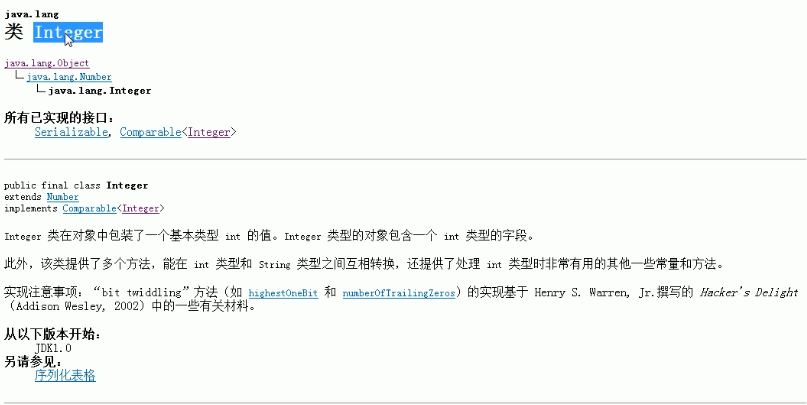 java.lang
类 Integer
java.lang.Object
java.lang.Number
java.lang.Integer
所有已实现的接口：
Serializable, Comparable<Integer>
public final class Integer
extends Number
implements Comparable<Integer>
Integer 类在对象中包装了一个基本类型 int 的值。Integer 类型的对象包含一个 int 类型的字段。
此外，该类提供了多个方法，能在 int 类型和 String 类型之间互相转换，还提供了处理 int 类型时非常有用的其他一些常量和方法。
实现注意事项：“bit twiddling”方法（如 highestOneBit 和 numberOfTrailingZeros）的实现基于 Henry S. Warren, Jr.撰写的 Hacker's Delight
（Addison Wesley, 2002）中的一些有关材料。
从以下版本开始：
JDK1.0
另请参见：
序列化表格